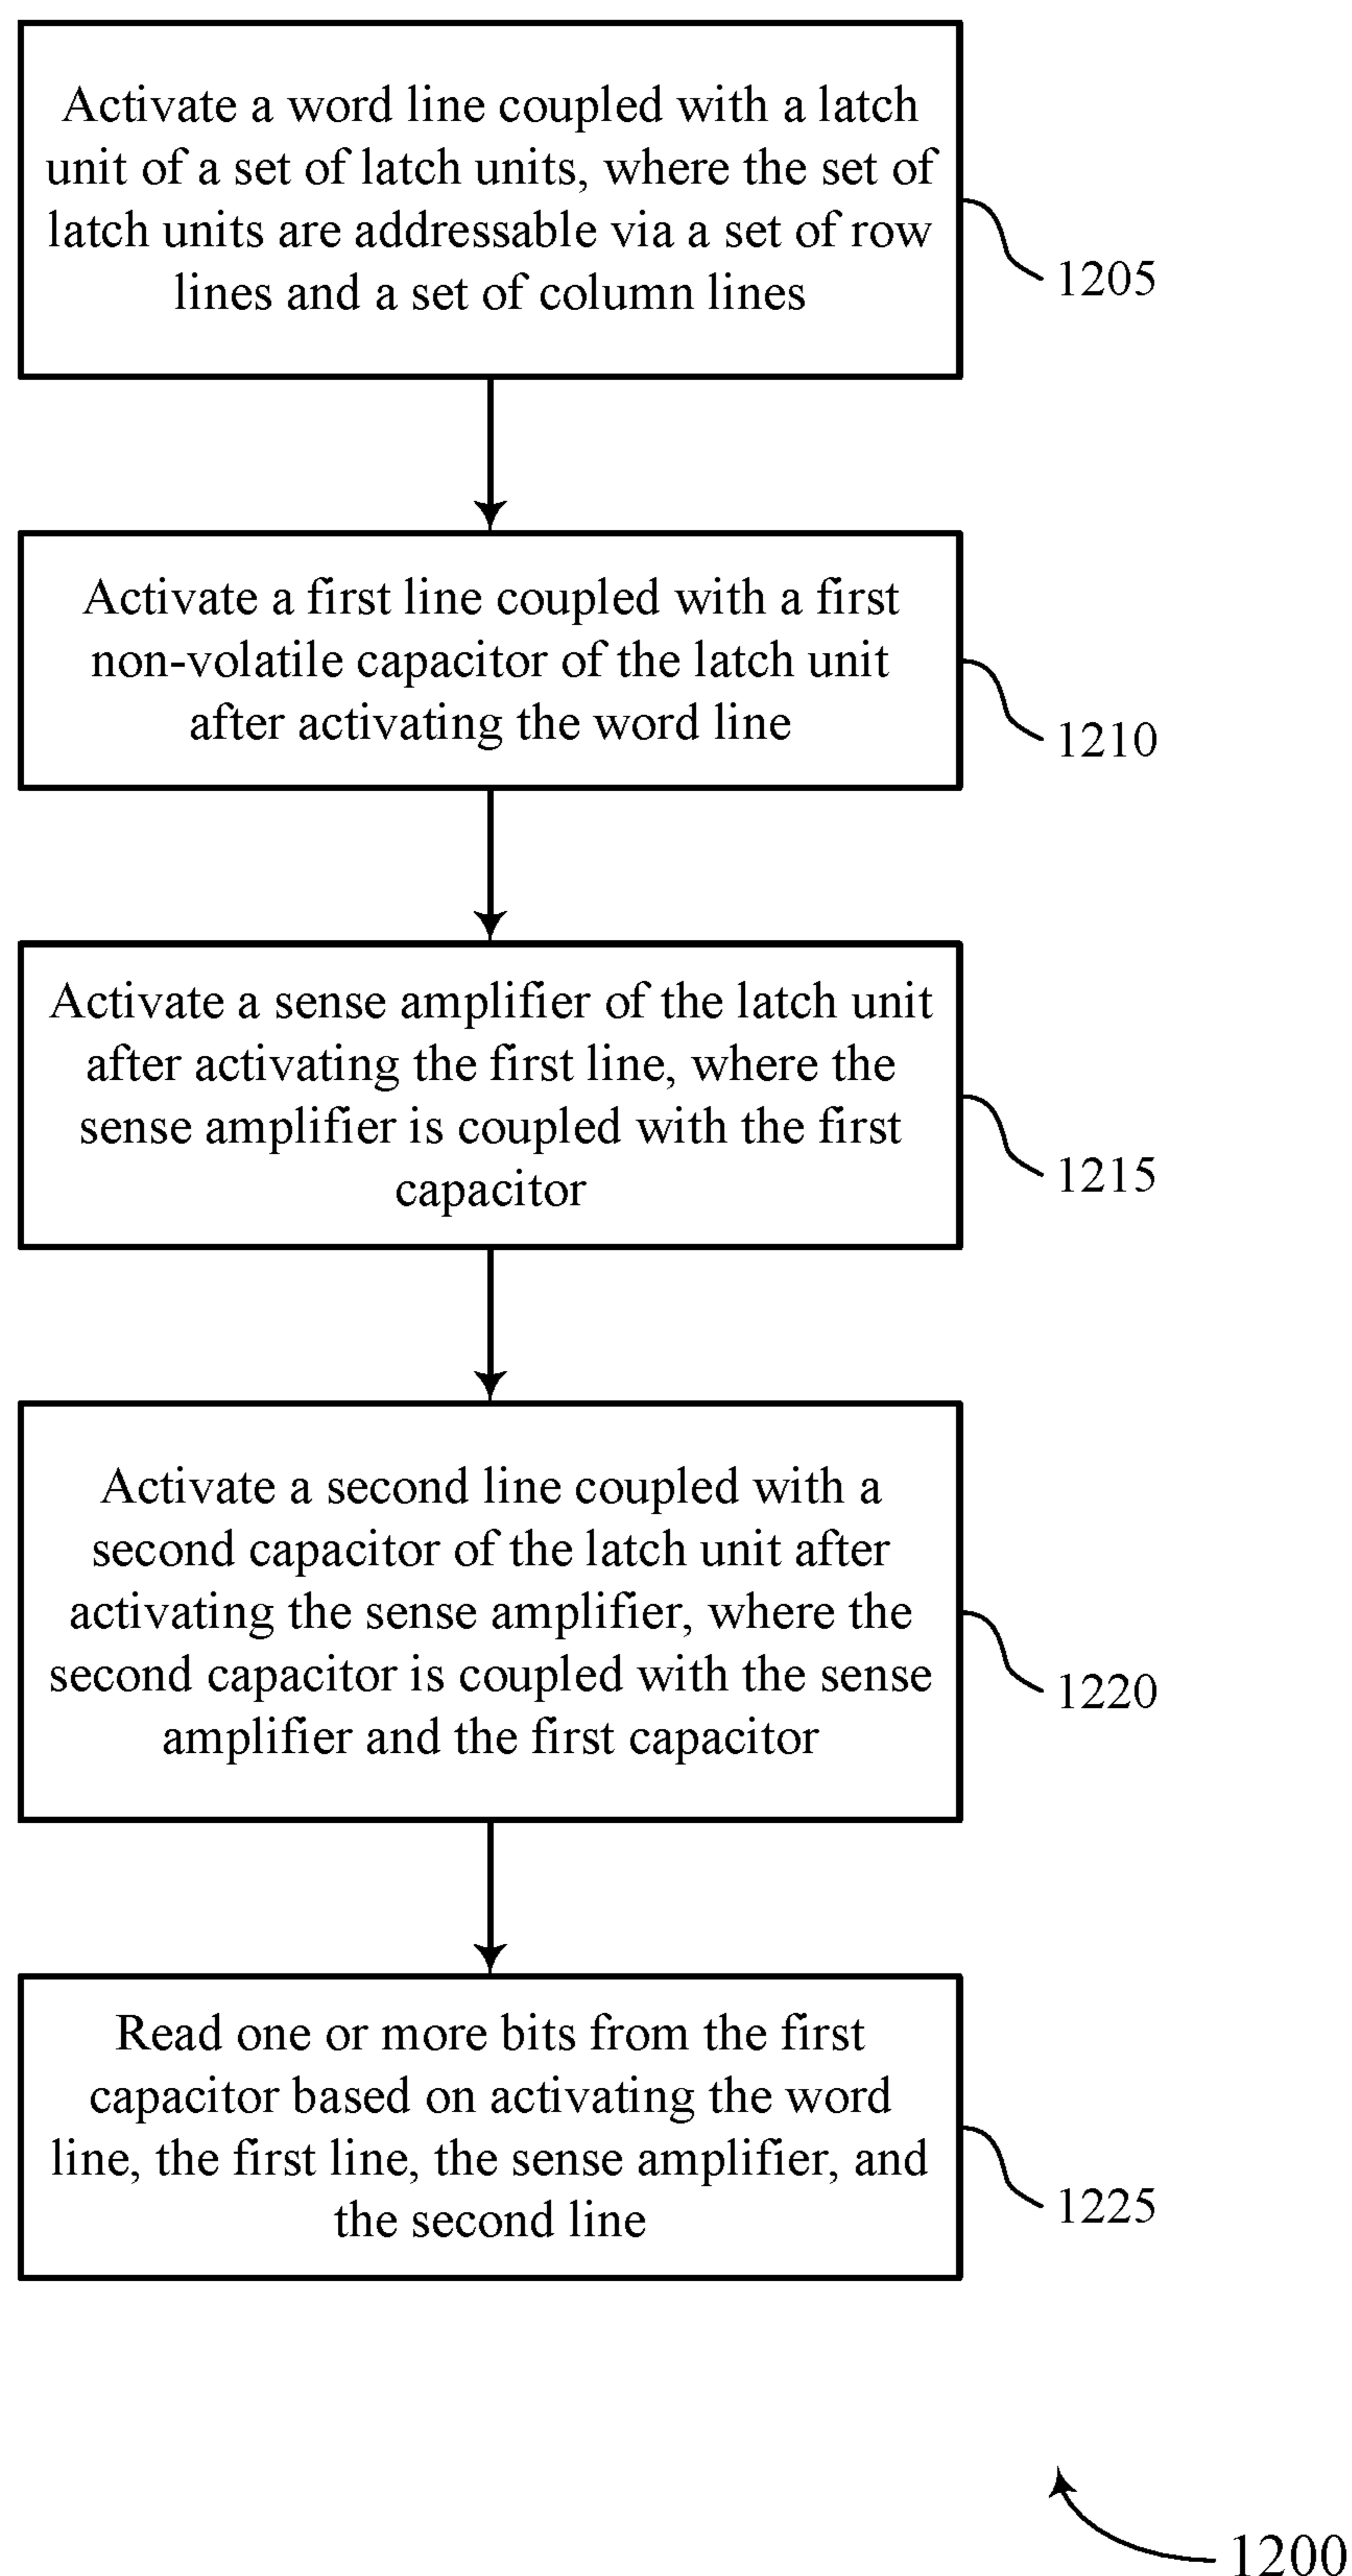 Activate a word line coupled with a latch
unit of a set of latch units, where the set of
latch units are addressable via a set of row
lines and a set of column lines
1205
Activate a first line coupled with a first
non-volatile capacitor of the latch unit
after activating the word line
1210
Activate a sense amplifier of the latch unit
after activating the first line, where the
sense amplifier is coupled with the first
capacitor
1215
Activate a second line coupled with a
second capacitor of the latch unit after
activating the sense amplifier, where the
second capacitor is coupled with the sense
amplifier and the first capacitor
1220
Read one or more bits from the first
capacitor based on activating the word
line, the first line, the sense amplifier, and
the second line
1225
1200